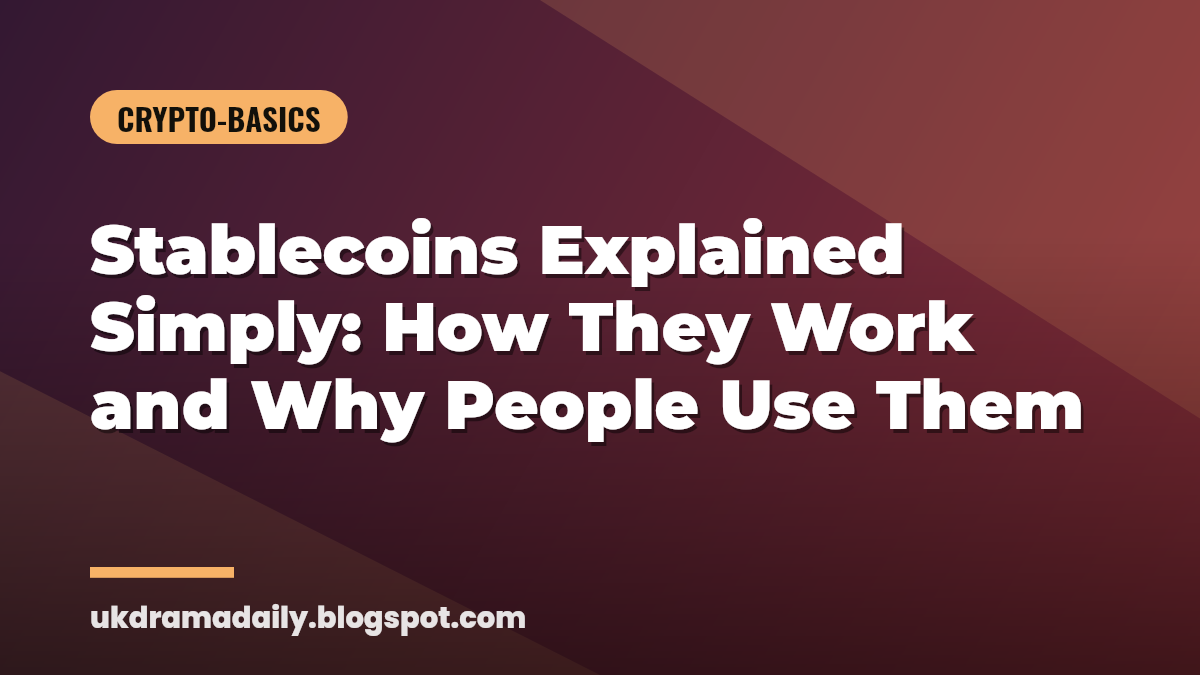 CRYPTO-BASICS
Stablecoins Explained
Simply: How They Work
and Why People Use Them
ukdramadaily.blogspot.com